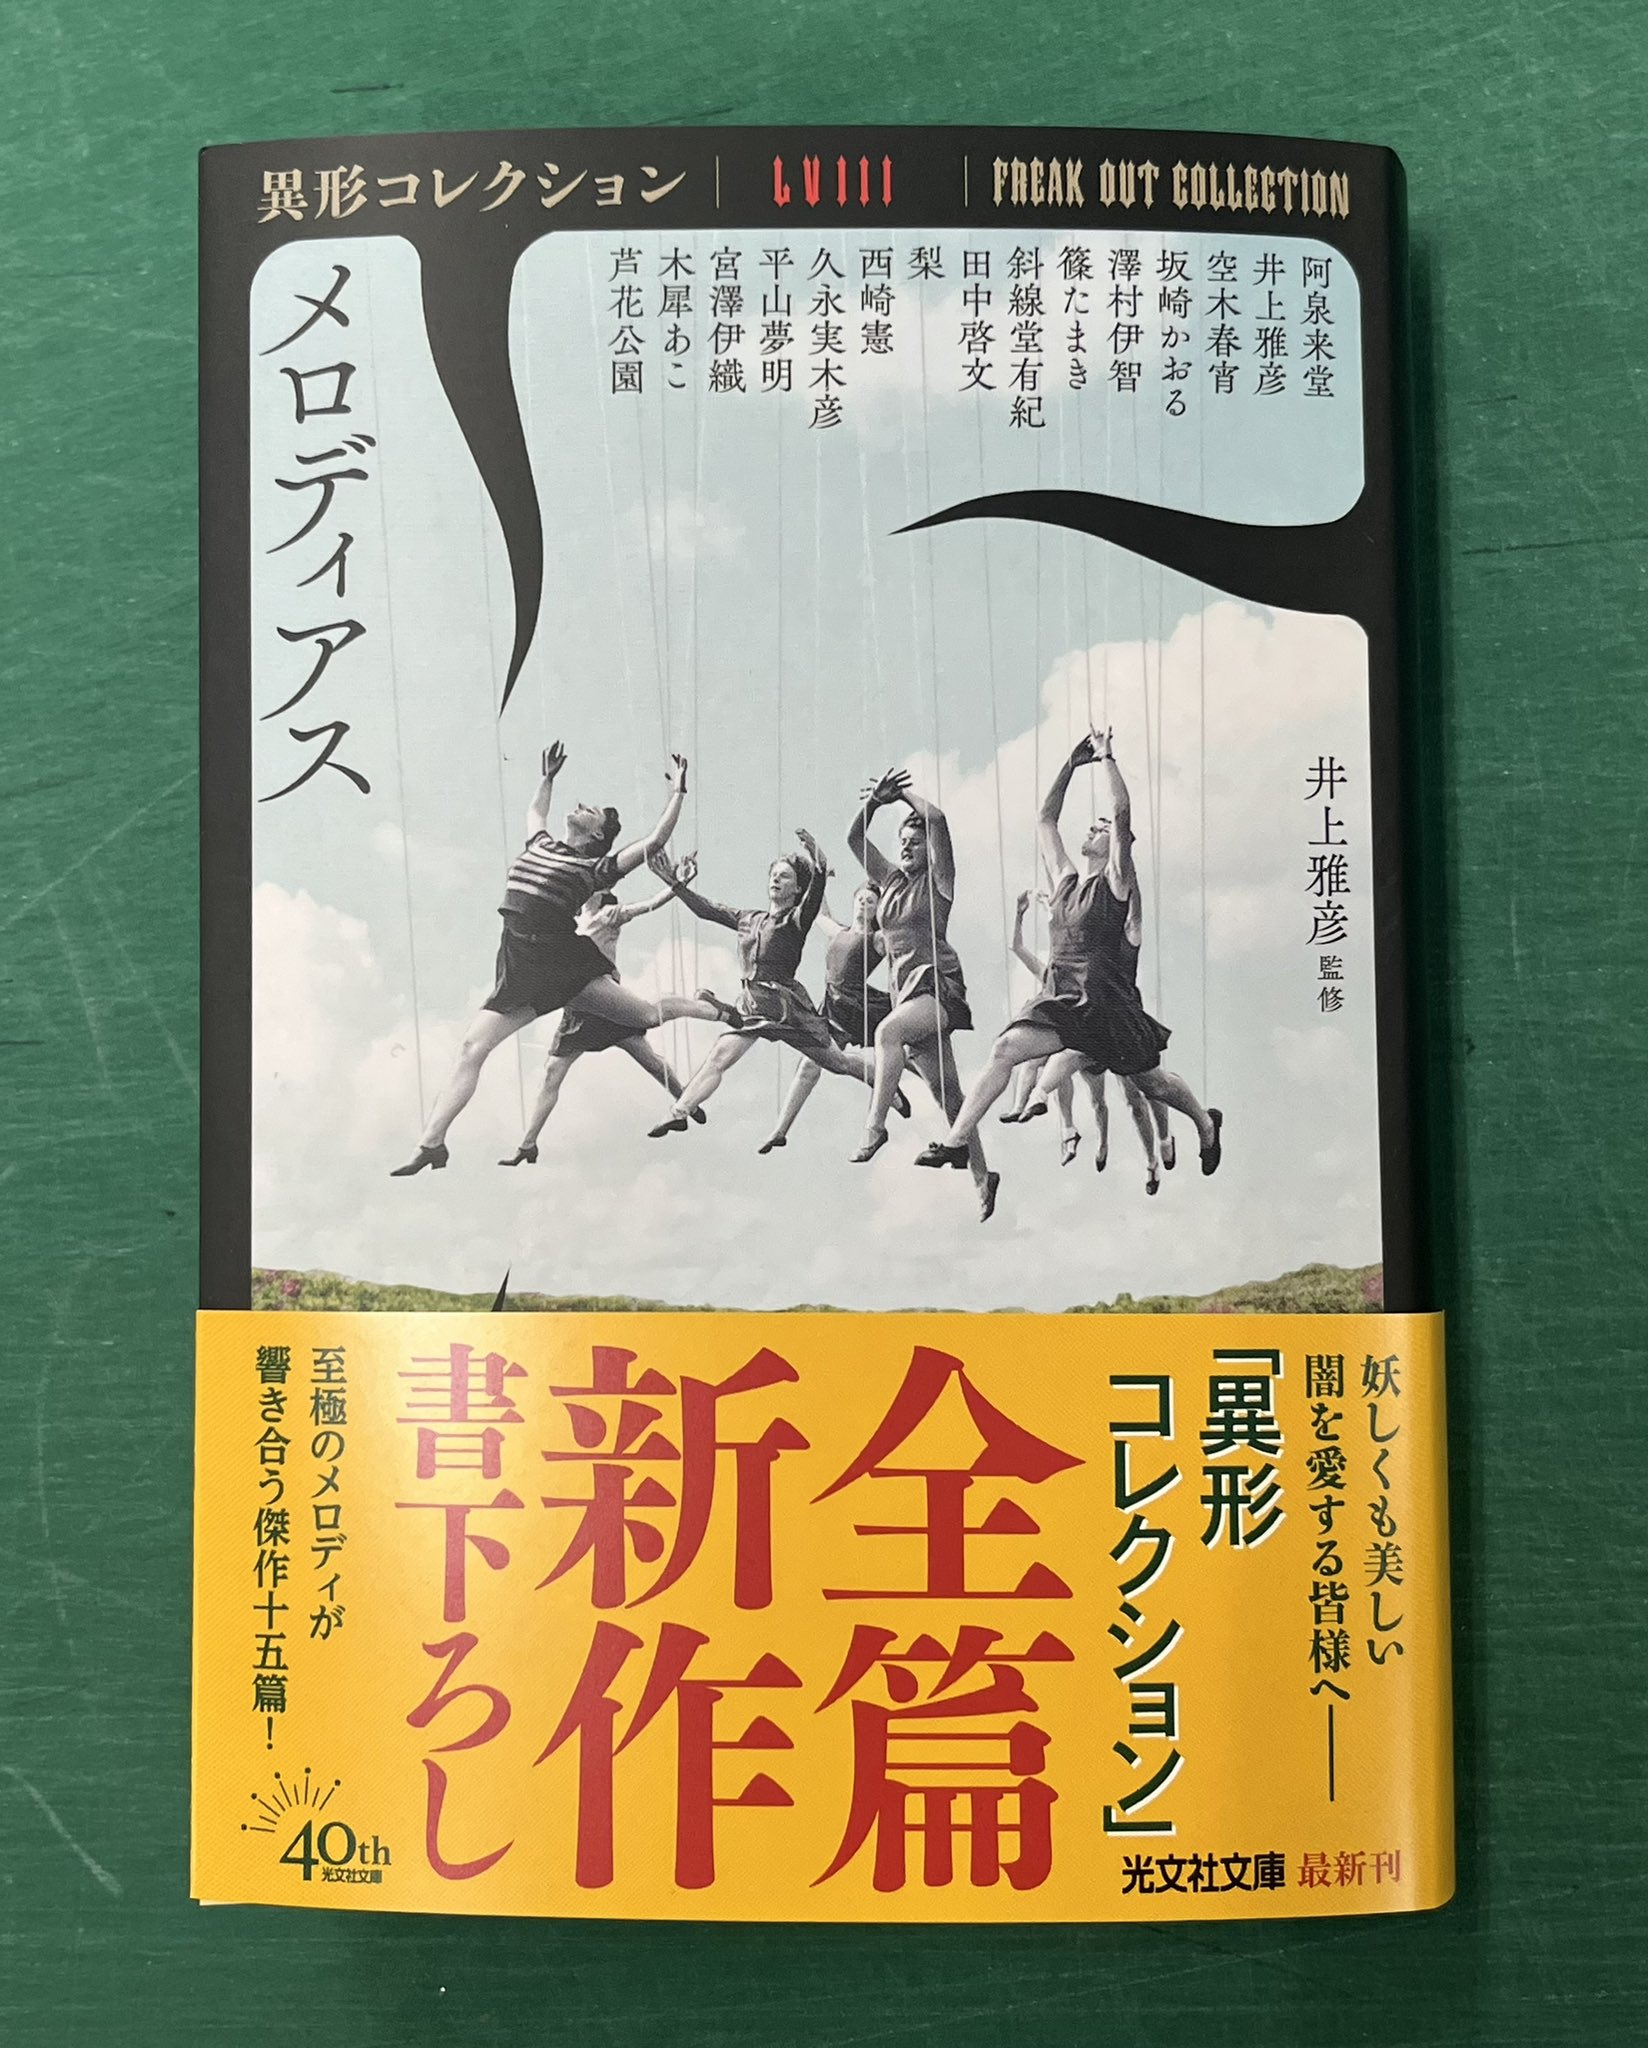 異形コレクション
LVIII
FREAK OUT COLLECTION
阿泉来堂
井上雅彦
空木春宵
坂崎かおる
澤村伊智
篠たまき
斜線堂有紀
田中啓文
梨
西崎憲
久永実木彦
平山夢明
宮澤伊織
木犀あこ
芦花公園
メロディアス
井上雅彦 監修
妖しくも美しい
闇を愛する皆様へ――
「異形
コレクション」
全篇
新作
書下ろし
至極のメロディが
響き合う傑作十五篇！
40th
光文社文庫
光文社文庫 最新刊